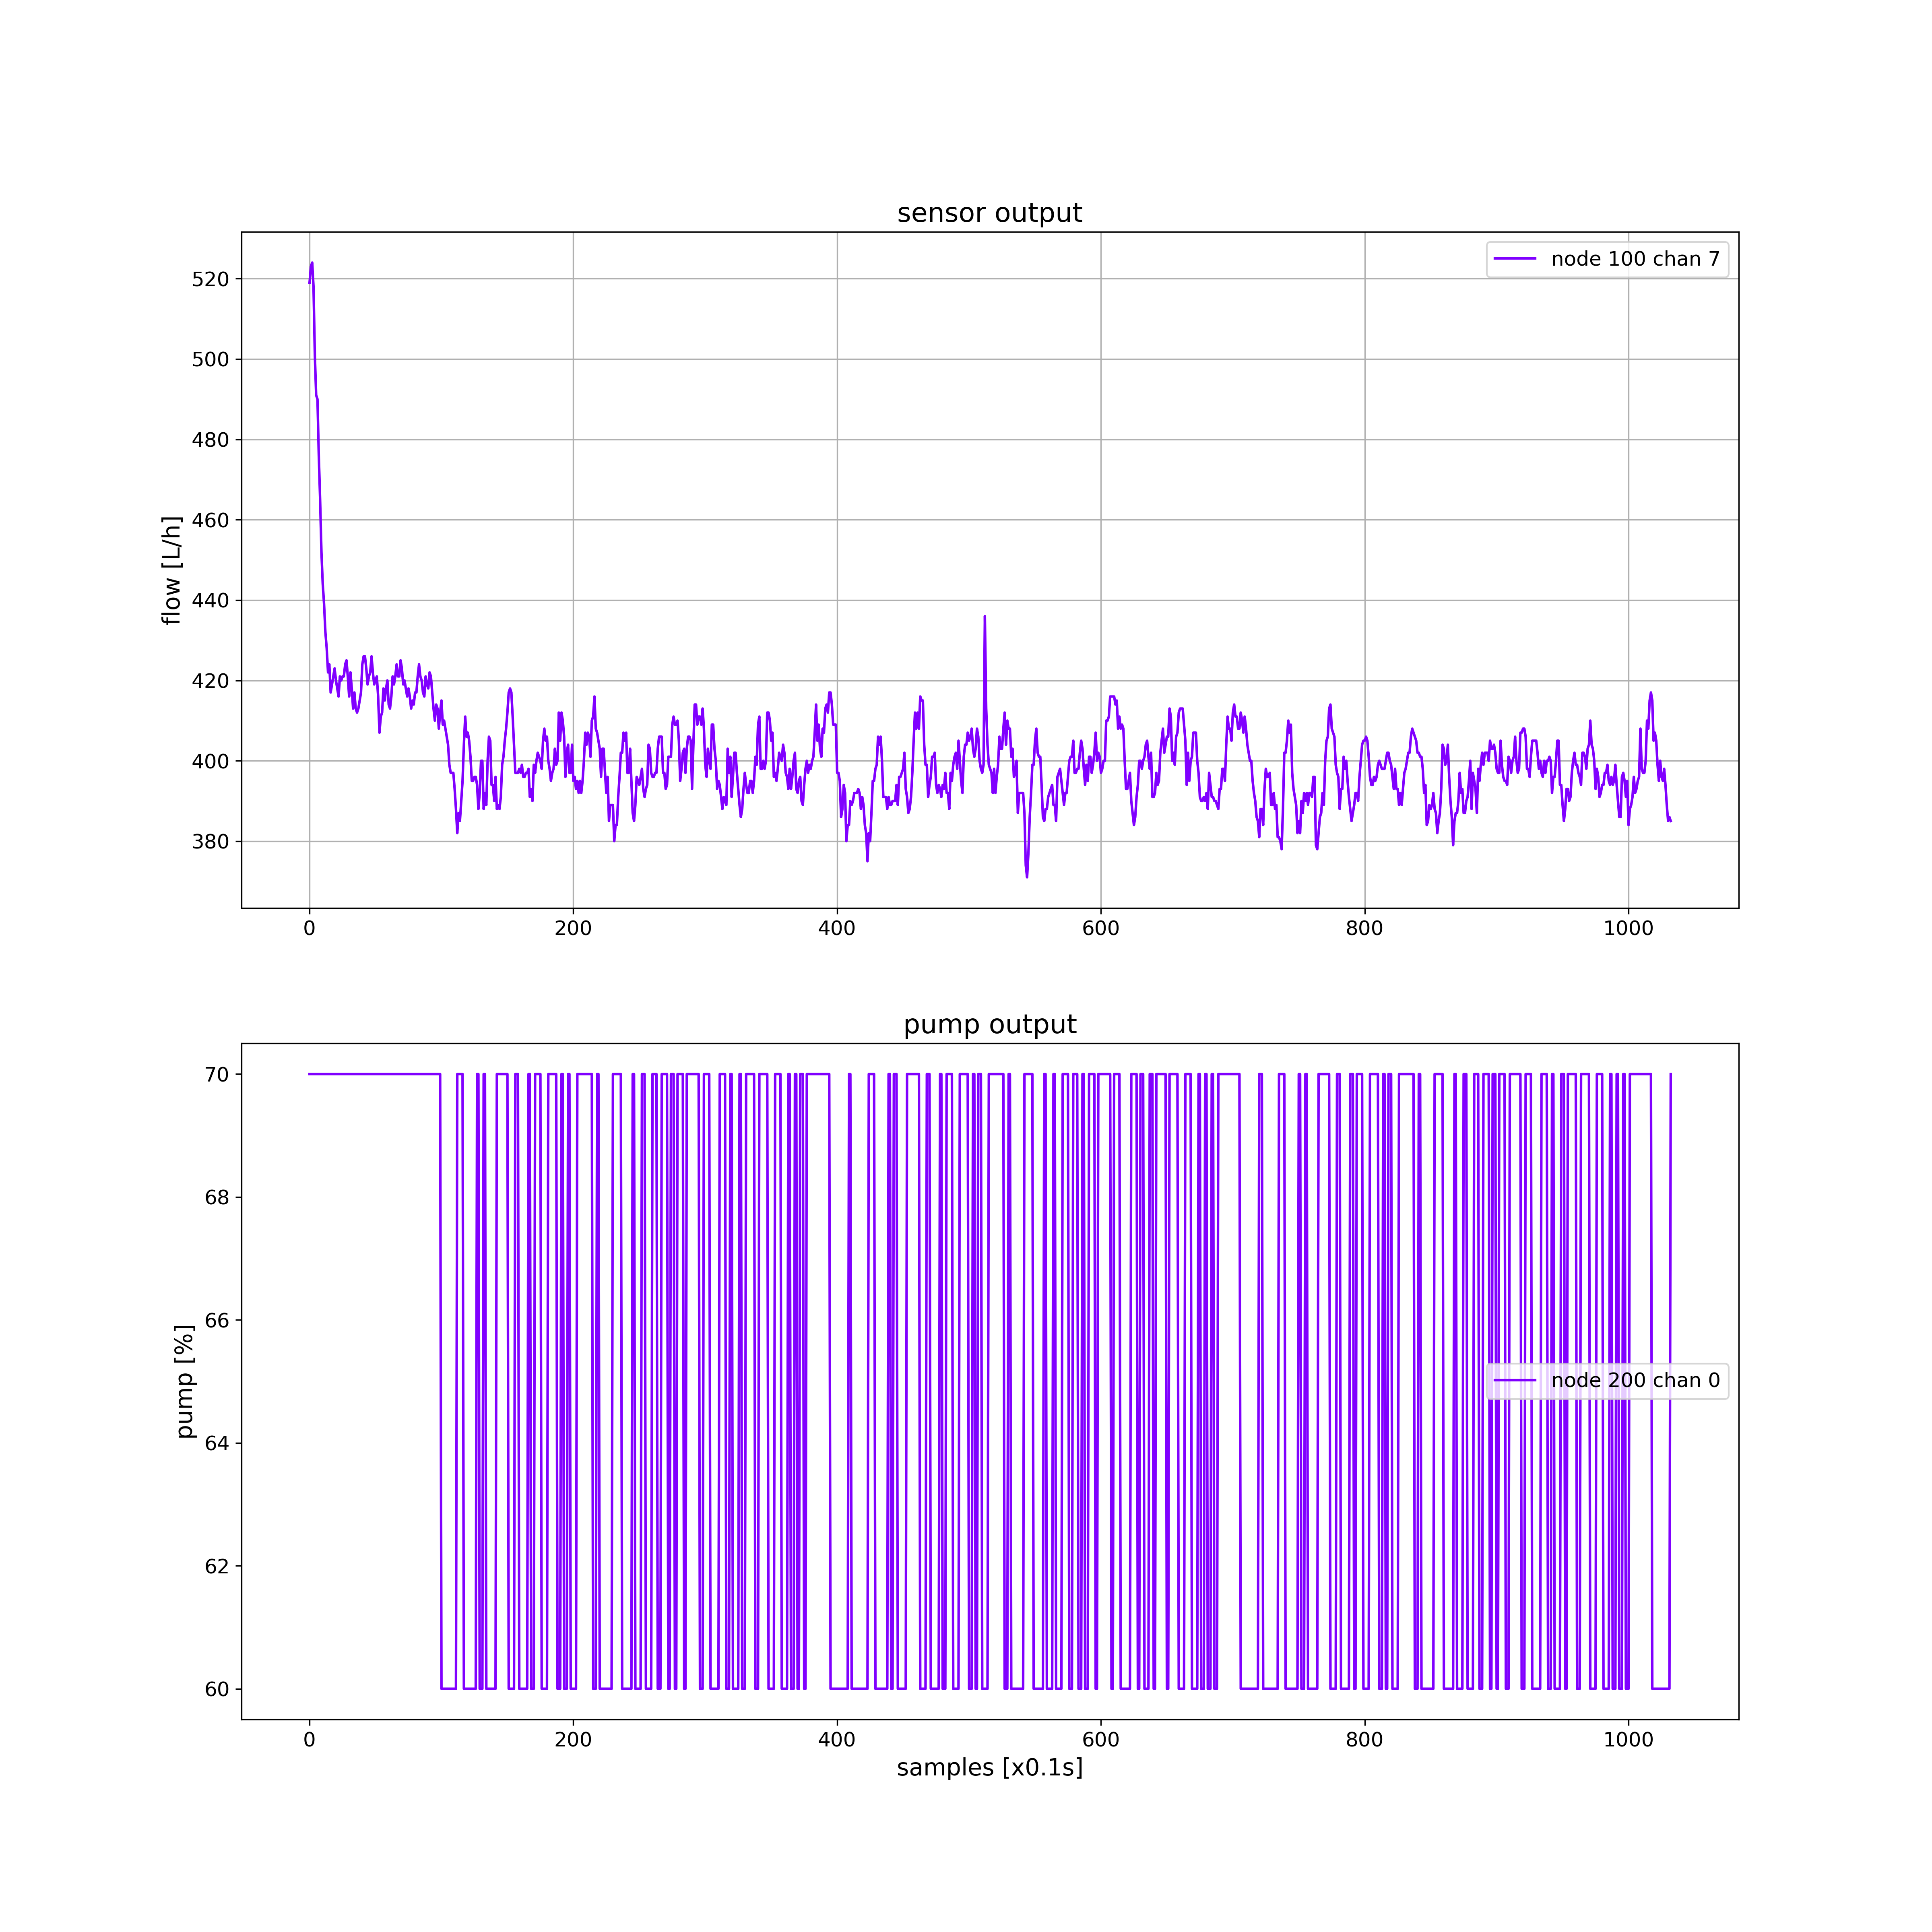 sensor output
node 100 chan 7
flow [L/h]
520
500
480
460
440
420
400
380
0 200 400 600 800 1000
pump output
node 200 chan 0
pump [%]
70
68
66
64
62
60
0 200 400 600 800 1000
samples [x0.1s]